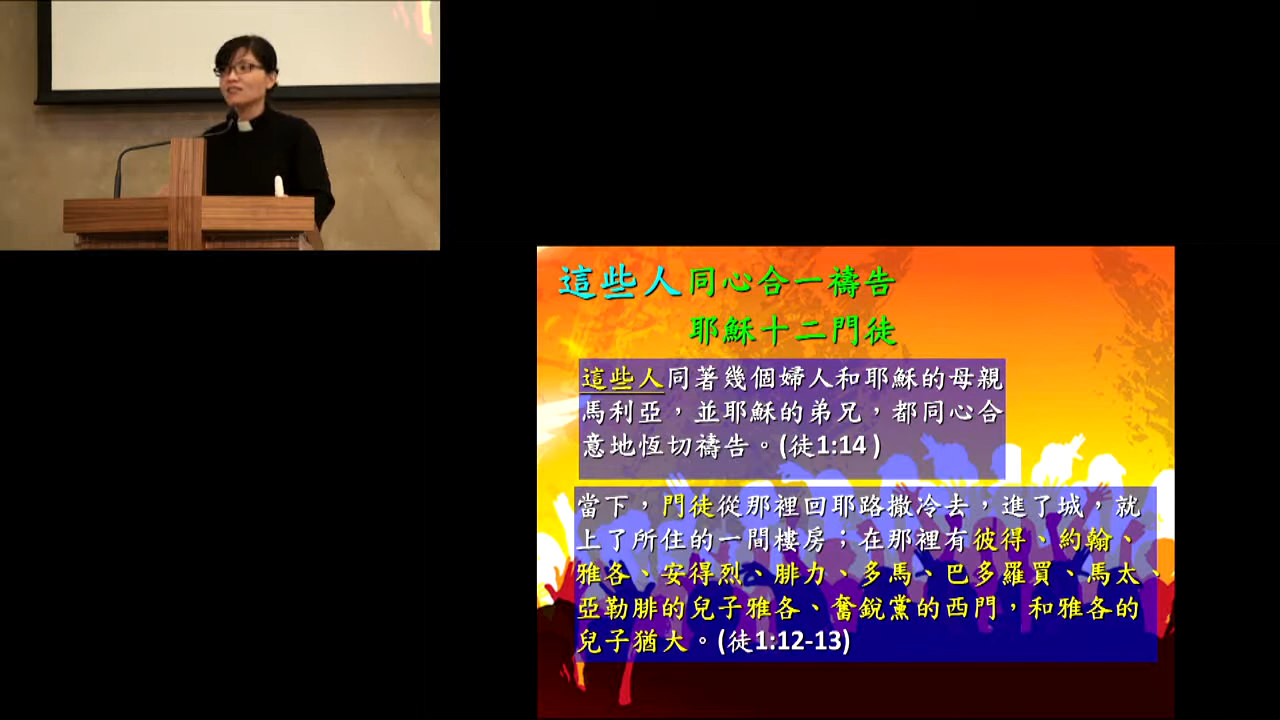 這些人同心合一禱告
耶穌十二門徒
這些人同著幾個婦人和耶穌的母親
馬利亞，並耶穌的弟兄，都同心合
意地恆切禱告。(徒1:14 )
當下，門徒從那裡回耶路撒冷去，進了城，就
上了所住的一間樓房；在那裡有彼得、約翰、
雅各、安得烈、腓力、多馬、巴多羅買、馬太、
亞勒腓的兒子雅各、奮銳黨的西門，和雅各的
兒子猶大。(徒1:12-13)